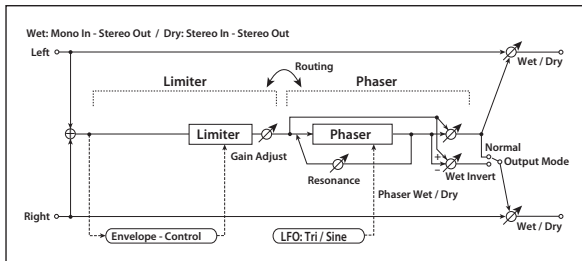 Wet: Mono In - Stereo Out / Dry: Stereo In - Stereo Out
Left
Wet / Dry
Routing
Limiter
Phaser
Limiter
Phaser
Gain Adjust
Resonance
+
−
Normal
Output Mode
Wet Invert
Phaser Wet / Dry
Right
Wet / Dry
Envelope - Control
LFO: Tri / Sine